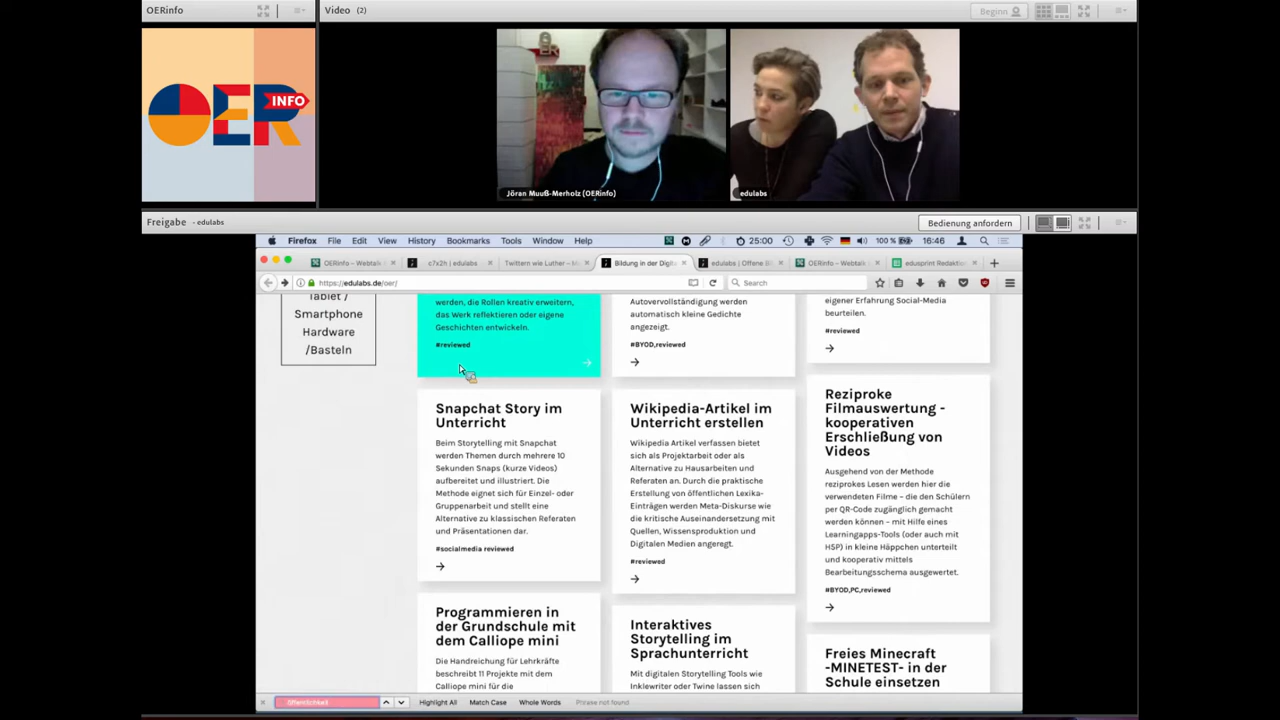 OERinfo
Video (2)
Beginn
OER INFO
OER
Jöran Muuß-Merholz (OERinfo)
edulabs
Freigabe - edulabs
Bedienung anfordern
Firefox File Edit View History Bookmarks Tools Window Help
25:00
100 %
16:46
OERinfo – Webtalk
c7x2h | edulabs
Twittern wie Luther – M
Bildung in der Digita
edulabs | Offene Bi
OERinfo – Webtalk
edusprint Redaktion
https://edulabs.de/oer/
Search
Tablet /
Smartphone
Hardware
/Basteln
werden, die Rollen kreativ erweitern,
das Werk reflektieren oder eigene
Geschichten entwickeln.
#reviewed
Autovervollständigung werden
automatisch kleine Gedichte
angezeigt.
#BYOD,reviewed
eigener Erfahrung Social-Media
beurteilen.
#reviewed
Snapchat Story im
Unterricht
Beim Storytelling mit Snapchat
werden Themen durch mehrere 10
Sekunden Snaps (kurze Videos)
aufbereitet und illustriert. Die
Methode eignet sich für Einzel- oder
Gruppenarbeit und stellt eine
Alternative zu klassischen Referaten
und Präsentationen dar.
#socialmedia reviewed
Wikipedia-Artikel im
Unterricht erstellen
Wikipedia Artikel verfassen bietet
sich als Projektarbeit oder als
Alternative zu Hausarbeiten und
Referaten an. Durch die praktische
Erstellung von öffentlichen Lexika-
Einträgen werden Meta-Diskurse wie
die kritische Auseinandersetzung mit
Quellen, Wissensproduktion und
Digitalen Medien angeregt.
#reviewed
Reziproke
Filmauswertung -
kooperativen
Erschließung von
Videos
Ausgehend von der Methode
reziprokes Lesen werden hier die
verwendeten Filme – die den Schülern
per QR-Code zugänglich gemacht
werden können – mit Hilfe eines
Learningapps-Tools (oder auch mit
H5P) in kleine Häppchen unterteilt
und kooperativ mittels
Bearbeitungsschema ausgewertet.
#BYOD,PC,reviewed
Programmieren in
der Grundschule mit
dem Calliope mini
Die Handreichung für Lehrkräfte
beschreibt 11 Projekte mit dem
Calliope mini für die
Interaktives
Storytelling im
Sprachunterricht
Mit digitalen Storytelling Tools wie
Inklewriter oder Twine lassen sich
Freies Minecraft
-MINETEST- in der
Schule einsetzen
Highlight All Match Case Whole Words Phrase not found